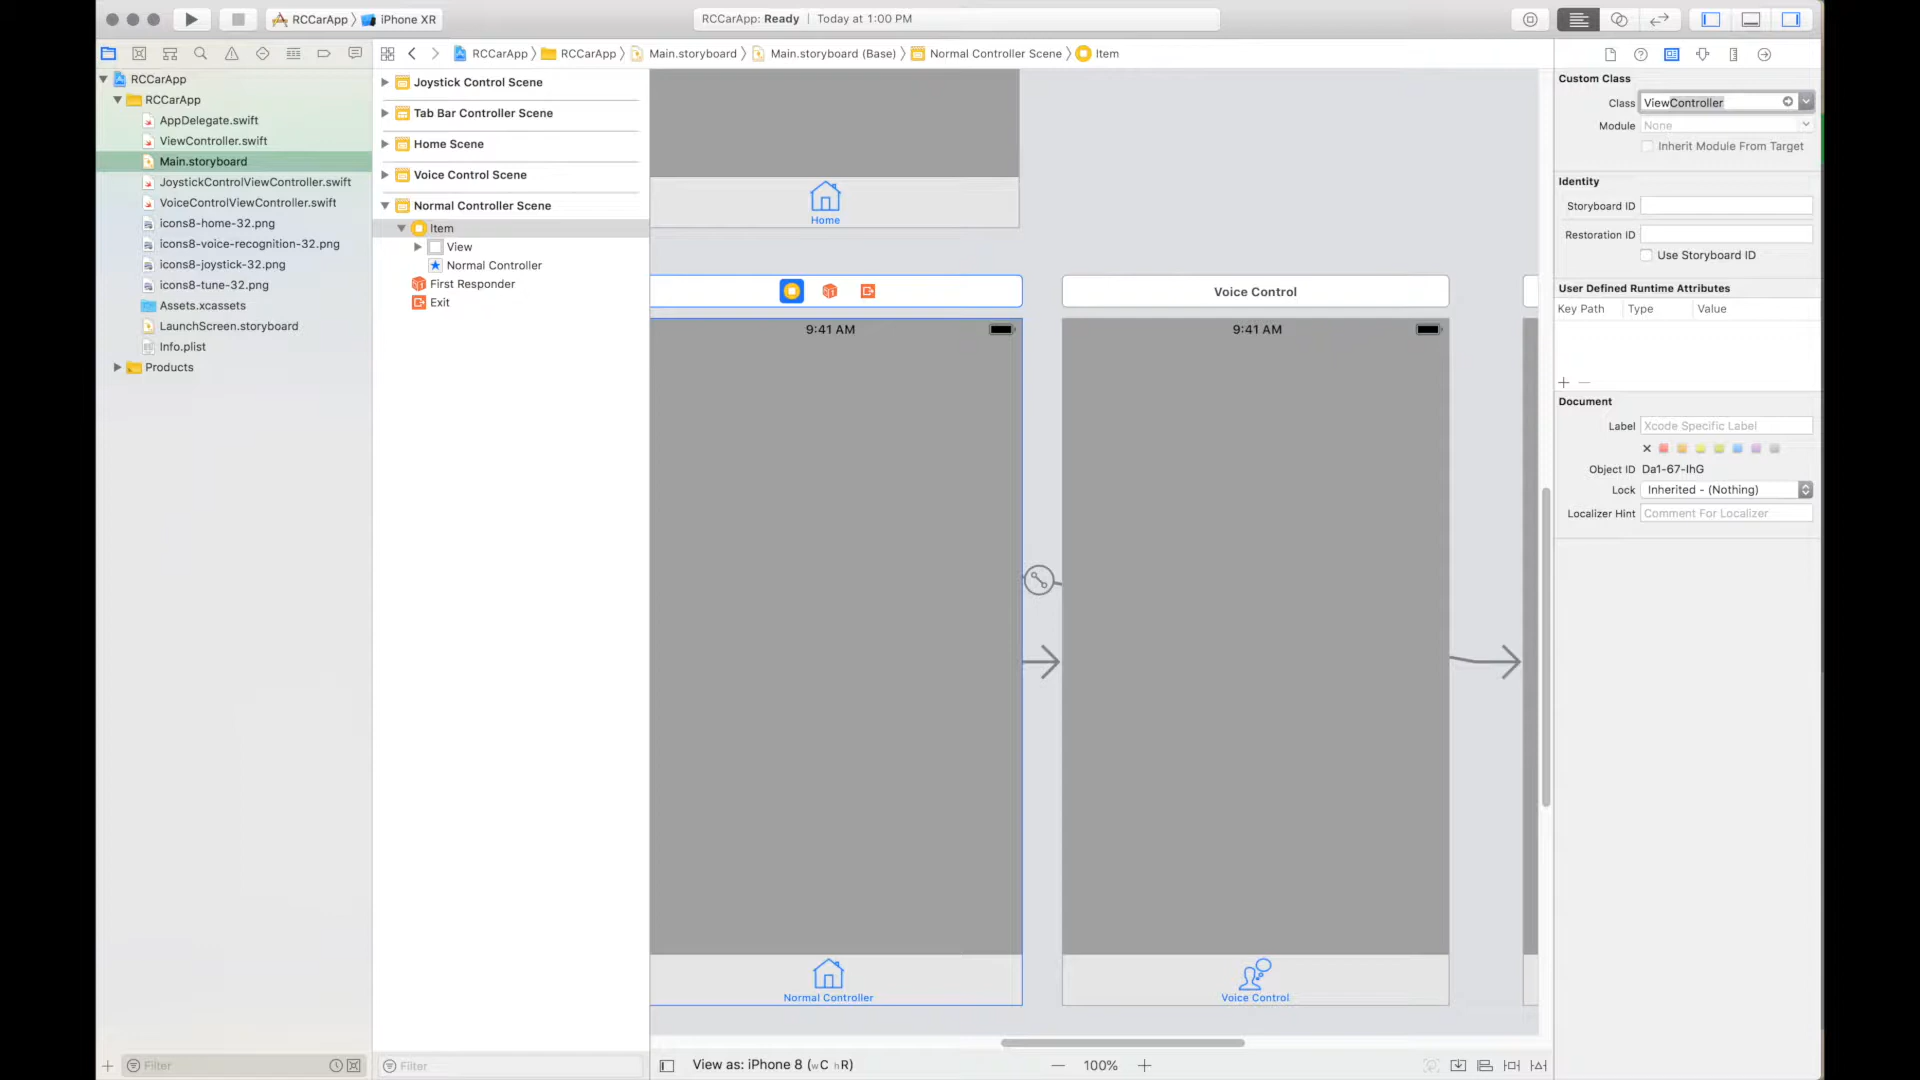 RCCarApp 〉 iPhone XR
RCCarApp: Ready | Today at 1:00 PM
RCCarApp 〉 RCCarApp 〉 Main.storyboard 〉 Main.storyboard (Base) 〉 Normal Controller Scene 〉 Item
RCCarApp
RCCarApp
AppDelegate.swift
ViewController.swift
Main.storyboard
JoystickControlViewController.swift
VoiceControlViewController.swift
icons8-home-32.png
icons8-voice-recognition-32.png
icons8-joystick-32.png
icons8-tune-32.png
Assets.xcassets
LaunchScreen.storyboard
Info.plist
Products
Filter
Joystick Control Scene
Tab Bar Controller Scene
Home Scene
Voice Control Scene
Normal Controller Scene
Item
View
Normal Controller
First Responder
Exit
Filter
Home
9:41 AM
Normal Controller
Voice Control
9:41 AM
Voice Control
View as: iPhone 8 (wC hR)
100%
Custom Class
Class ViewController
Module None
Inherit Module From Target
Identity
Storyboard ID
Restoration ID
Use Storyboard ID
User Defined Runtime Attributes
Key Path Type Value
Document
Label Xcode Specific Label
Object ID Da1-67-IhG
Lock Inherited - (Nothing)
Localizer Hint Comment For Localizer